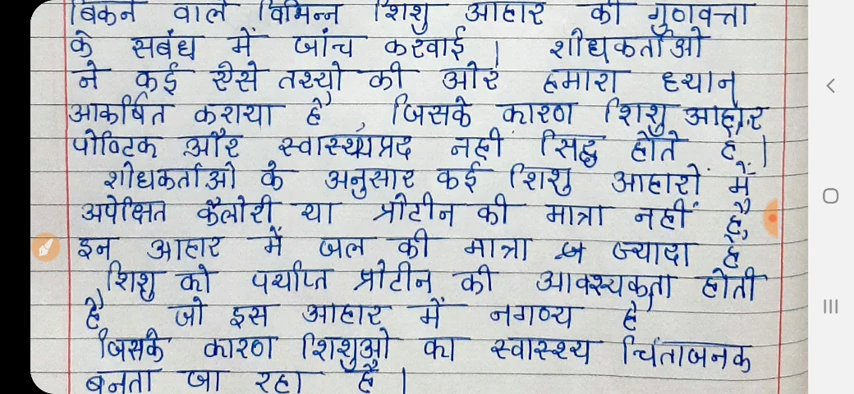 बिकने वाले विभिन्न शिशु आहार की गुणवत्ता
के सबंध में जांच करवाई । शोधकर्ताओ
ने कई ऐसे तथ्यो की ओर हमारा ध्यान
आकर्षित कराया है जिसके कारण शिशु आहार
पोष्टिक और स्वास्थ्यप्रद नहीं सिद्ध होते है।
शोधकर्ताओ के अनुसार कई शिशु आहारों में
अपेक्षित कैलोरी या प्रोटीन की मात्रा नहीं है,
इन आहार में जल की मात्रा ज्यादा है
शिशु को पर्याप्त प्रोटीन की आवश्यकता होती
है जो इस आहार में नगण्य है
जिसके कारण शिशुओ का स्वास्थ्य चिंताजनक
बनता जा रहा है ।